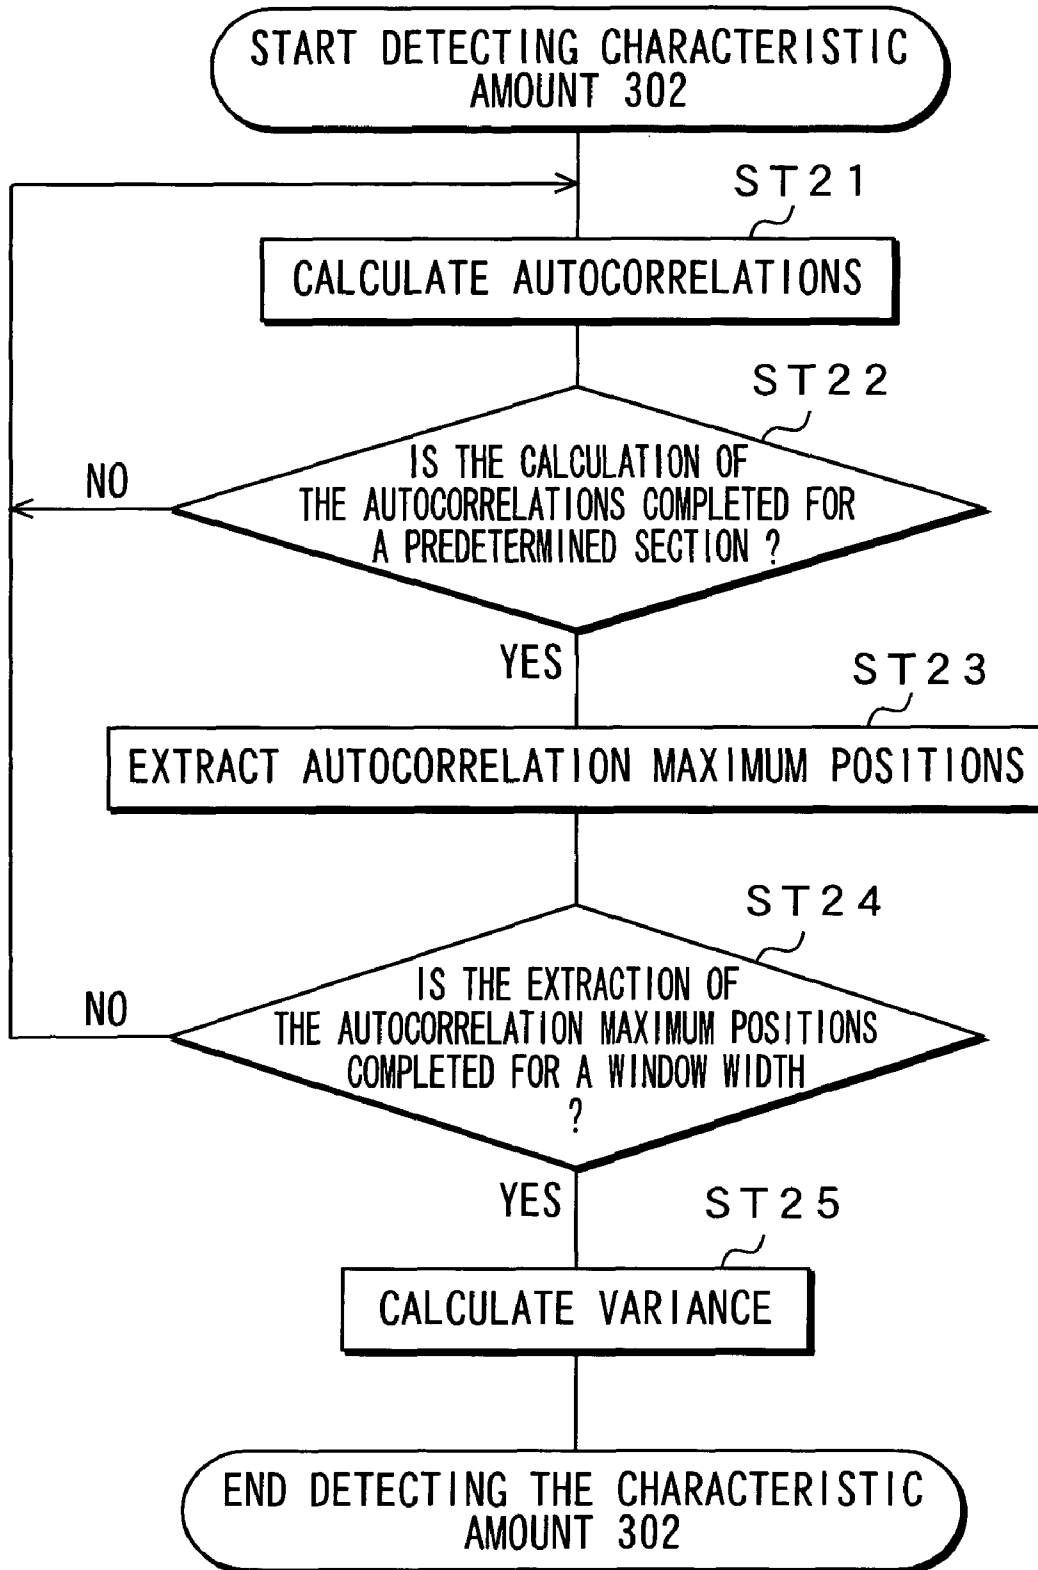 START DETECTING CHARACTERISTIC
AMOUNT 302
ST21
CALCULATE AUTOCORRELATIONS
ST22
IS THE CALCULATION OF
THE AUTOCORRELATIONS COMPLETED FOR
A PREDETERMINED SECTION ?
NO
YES
ST23
EXTRACT AUTOCORRELATION MAXIMUM POSITIONS
ST24
IS THE EXTRACTION OF
THE AUTOCORRELATION MAXIMUM POSITIONS
COMPLETED FOR A WINDOW WIDTH
?
NO
YES
ST25
CALCULATE VARIANCE
END DETECTING THE CHARACTERISTIC
AMOUNT 302